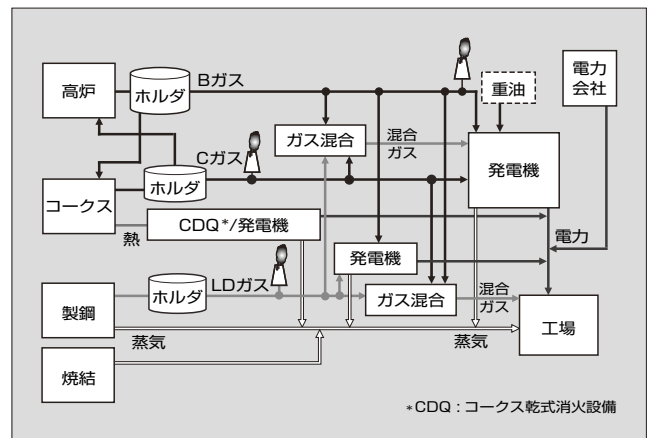 高炉
ホルダ
Bガス
重油
電力
会社
ガス混合
混合
ガス
Cガス
ホルダ
発電機
コークス
熱
CDQ*/発電機
電力
発電機
LDガス
ホルダ
ガス混合
混合
ガス
製鋼
工場
蒸気
蒸気
焼結
*CDQ:コークス乾式消火設備